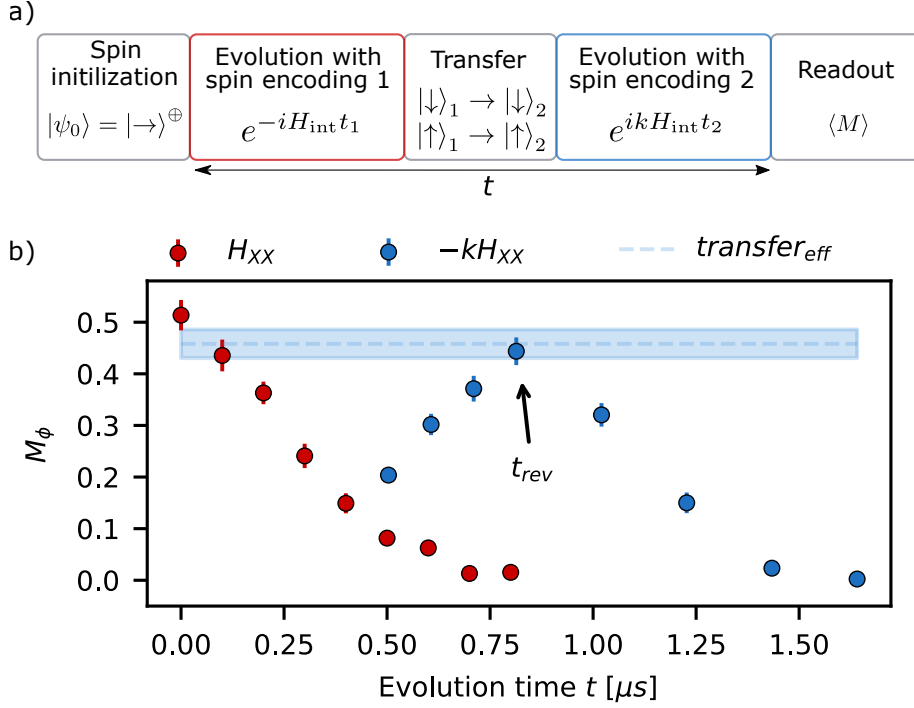 a)
Spin
initilization
|ψ₀⟩ = |→⟩^⊕
Evolution with
spin encoding 1
e^{-iH_int t₁}
Transfer
|↓⟩₁ → |↓⟩₂
|↑⟩₁ → |↑⟩₂
Evolution with
spin encoding 2
e^{ikH_int t₂}
Readout
⟨M⟩
t
b)
H_XX
-kH_XX
transfer_eff
0.5
0.4
0.3
0.2
0.1
0.0
M_ϕ
t_rev
0.00 0.25 0.50 0.75 1.00 1.25 1.50
Evolution time t [μs]